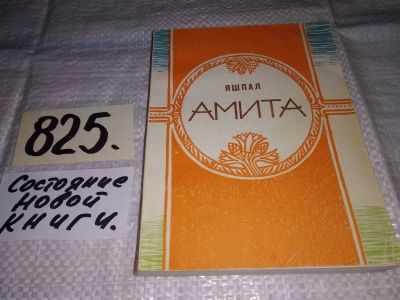 825.
Состояние
новой
книги.
ЯШПАЛ
АМИТА